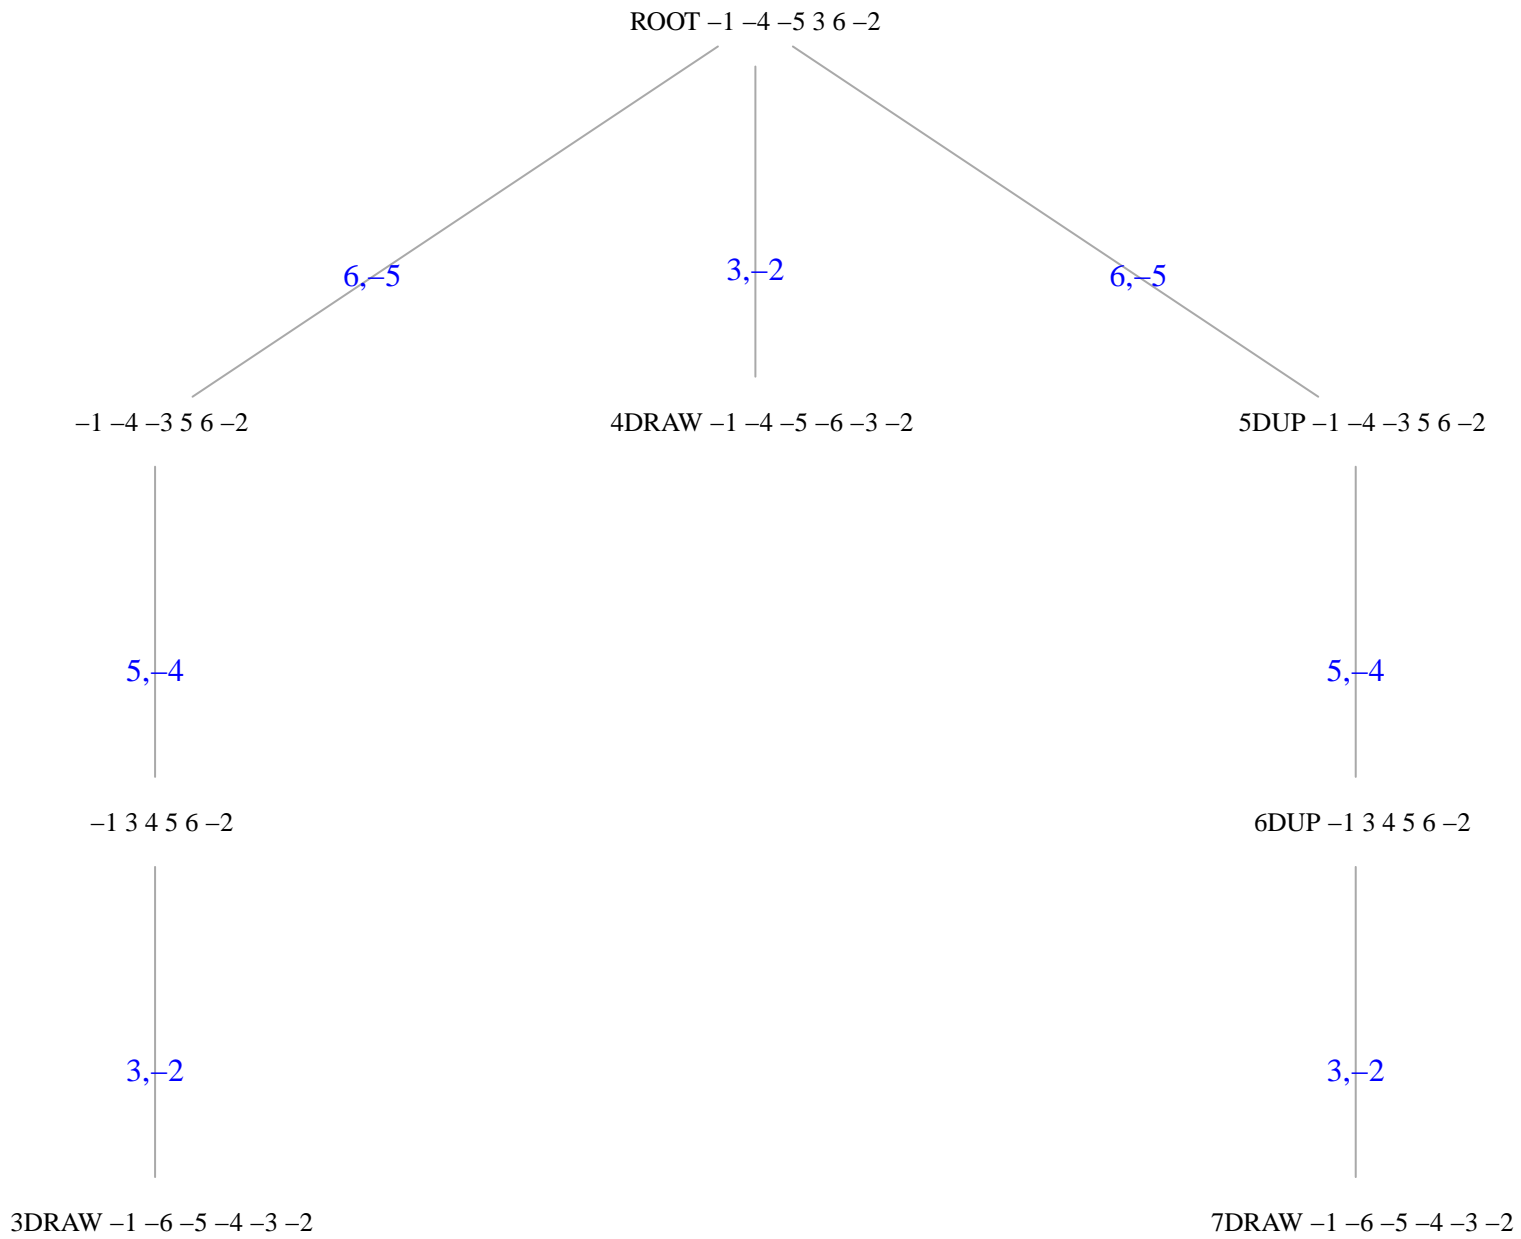 ROOT –1 –4 –5 3 6 –2
6,–5
3,–2
6,–5
–1 –4 –3 5 6 –2
4DRAW –1 –4 –5 –6 –3 –2
5DUP –1 –4 –3 5 6 –2
5,–4
5,–4
–1 3 4 5 6 –2
6DUP –1 3 4 5 6 –2
3,–2
3,–2
3DRAW –1 –6 –5 –4 –3 –2
7DRAW –1 –6 –5 –4 –3 –2